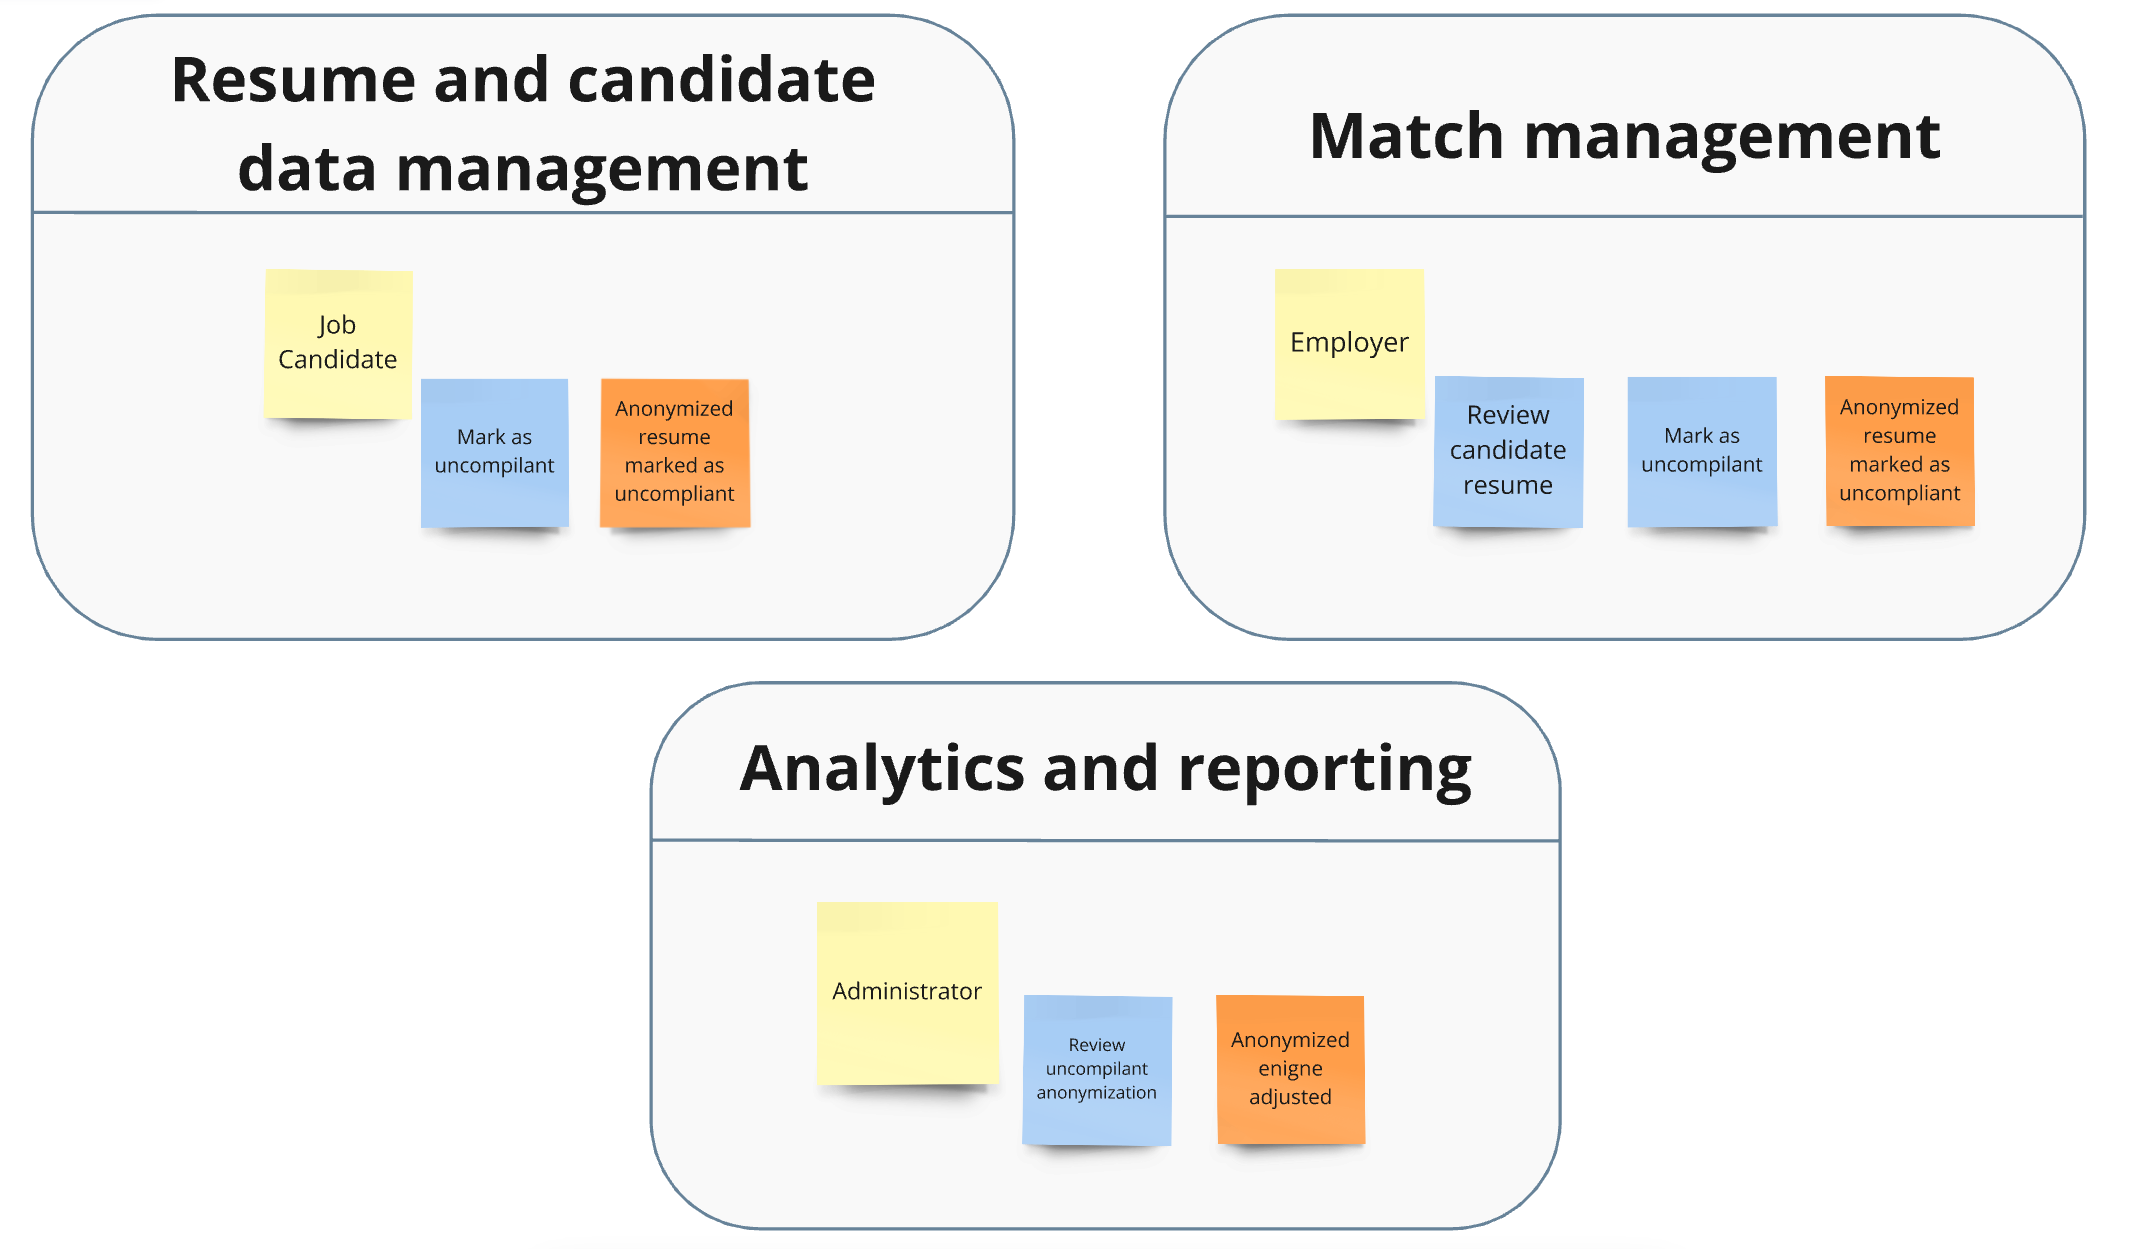 Resume and candidate
data management
Job
Candidate
Mark as
uncompilant
Anonymized
resume
marked as
uncompliant
Match management
Employer
Review
candidate
resume
Mark as
uncompilant
Anonymized
resume
marked as
uncompliant
Analytics and reporting
Administrator
Review
uncompilant
anonymization
Anonymized
enigne
adjusted